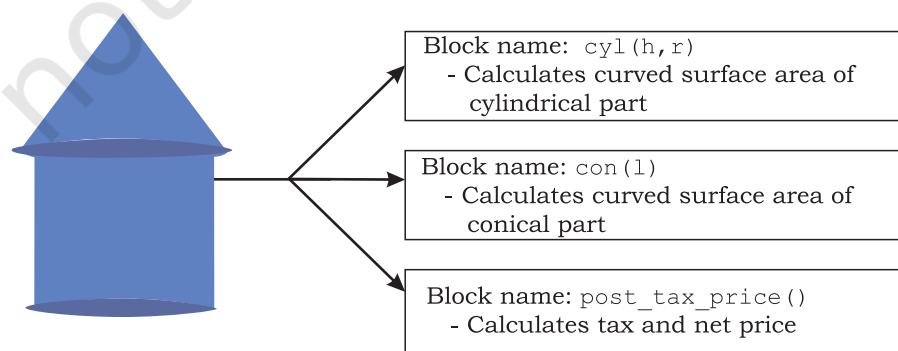 not
Block name: cyl(h,r)
- Calculates curved surface area of
cylindrical part
Block name: con(l)
- Calculates curved surface area of
conical part
Block name: post_tax_price()
- Calculates tax and net price